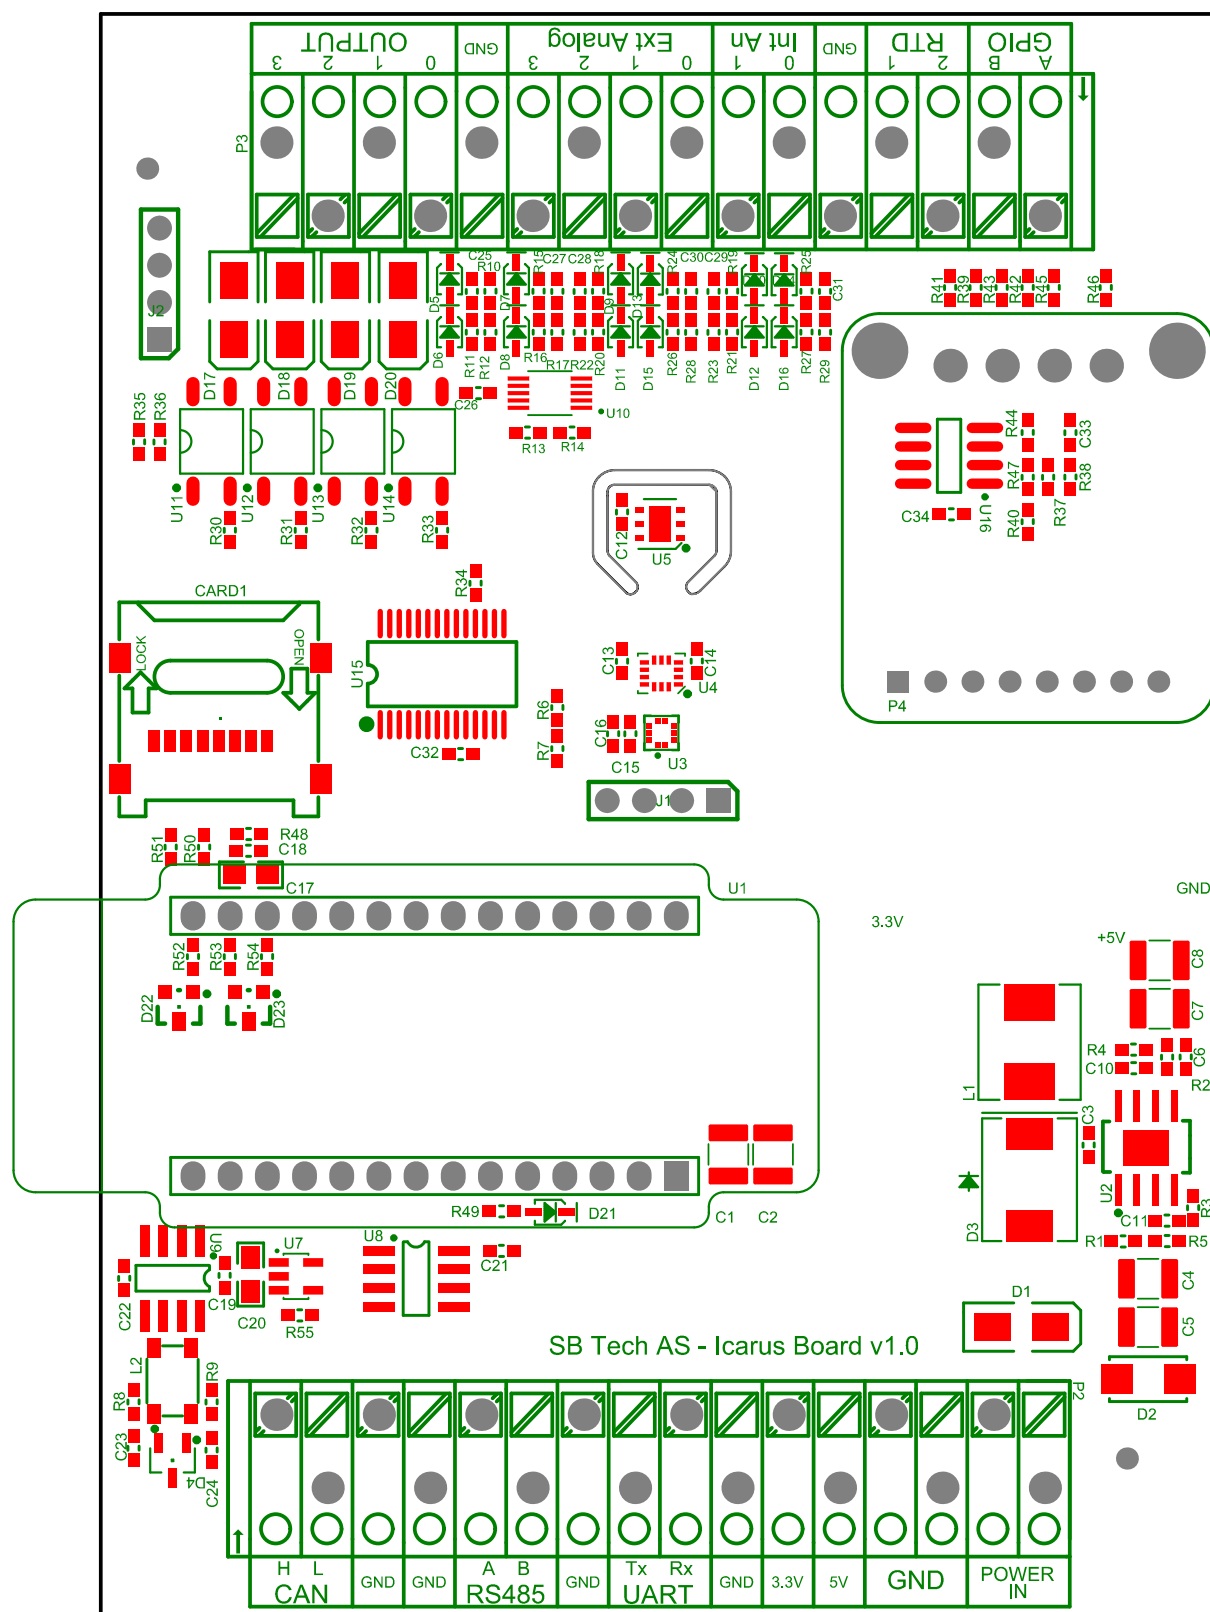 OUTPUT GND Ext Analog Int An GND RTD GPIO
3 2 1 0 3 2 1 0 1 0 1 2 B A
P3
J2
C25 R10 R15 C27 C28 R18 R24 C30 C29 R19 R25 C31
D5 D7 D9 D13
R41 R39 R43 R42 R45 R46
D6 R11 R12 D8 R16 R17 R22 R20 D11 D15 R26 R28 R23 R21 D12 D16 R27 R29
D17 D18 D19 D20
C26 U10
R35 R36 R13 R14
R44 C33
R47 R38
R37
C34 U16 R40
U11 U12 U13 U14
R30 R31 R32 R33
C12 U5
CARD1 R34
LOCK OPEN
U15 C13 C14
U4
R6 P4
R7 C16 C15 U3
C32
J1
R51 R50 R48
C18
C17 U1 GND
3.3V
+5V
R52 R53 R54 C8
D22 D23 C7
R4 C6
C10 R2
L1 C3
U2
R3
R49 D21 C1 C2 D3 C11
R1 R5
U9 U7 U8 C21
C22 C19 C4
C20 R55 D1 C5
SB Tech AS - Icarus Board v1.0
L2 R9
R8 P2
D2
C23 C24 D4
H L A B Tx Rx
CAN GND GND RS485 GND UART GND 3.3V 5V GND POWER
IN